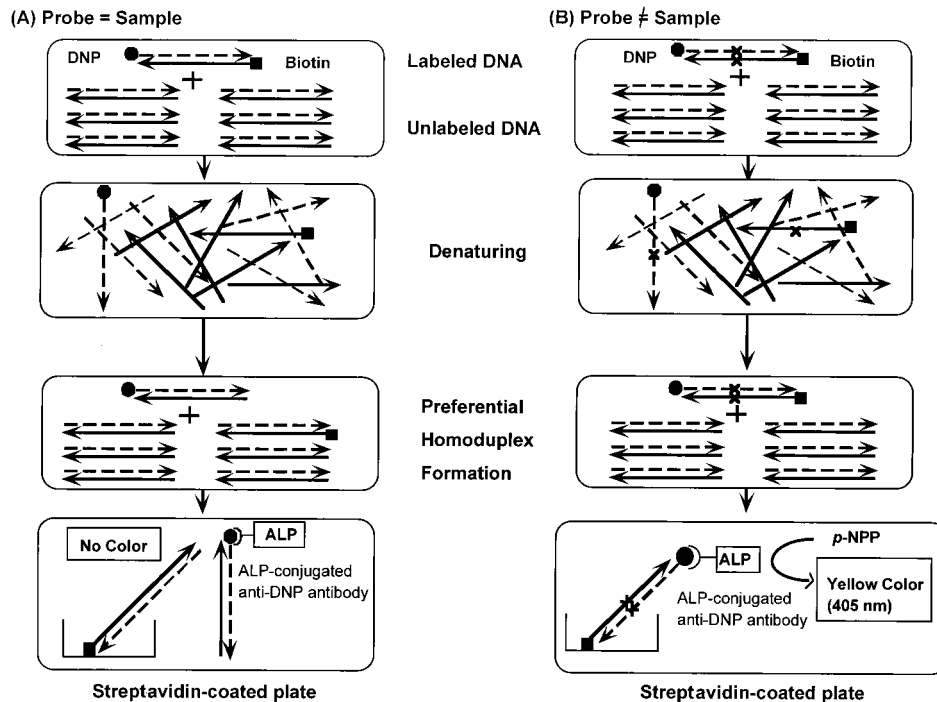 (A) Probe = Sample
(B) Probe ≠ Sample
DNP
Biotin
Labeled DNA
DNP
Biotin
Unlabeled DNA
Denaturing
Preferential
Homoduplex
Formation
No Color
ALP
ALP-conjugated
anti-DNP antibody
p-NPP
ALP
Yellow Color
(405 nm)
ALP-conjugated
anti-DNP antibody
Streptavidin-coated plate
Streptavidin-coated plate